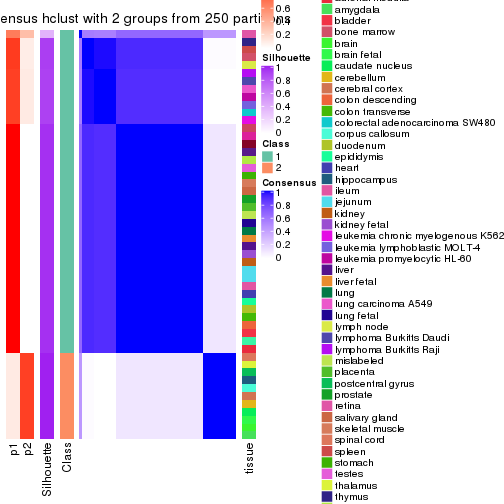 ensus hclust with 2 groups from 250 partitions
0.6
0.4
0.2
0
Silhouette
1
0.8
0.6
0.4
0.2
0
Class
1
2
Consensus
1
0.8
0.6
0.4
0.2
0
p1
p2
Silhouette
Class
tissue
amygdala
bladder
bone marrow
brain
brain fetal
caudate nucleus
cerebellum
cerebral cortex
colon descending
colon transverse
colorectal adenocarcinoma SW480
corpus callosum
duodenum
epididymis
heart
hippocampus
ileum
jejunum
kidney
kidney fetal
leukemia chronic myelogenous K562
leukemia lymphoblastic MOLT-4
leukemia promyelocytic HL-60
liver
liver fetal
lung
lung carcinoma A549
lung fetal
lymph node
lymphoma Burkitts Daudi
lymphoma Burkitts Raji
mislabeled
placenta
postcentral gyrus
prostate
retina
salivary gland
skeletal muscle
spinal cord
spleen
stomach
testes
thalamus
thymus